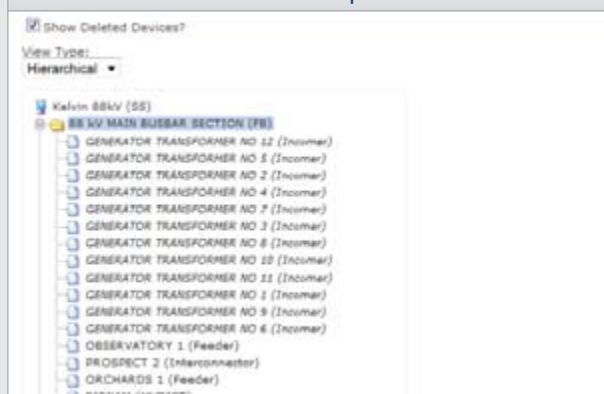 Show Deleted Devices?
View Type:
Hierarchical
Kelvin 88kV (SS)
88 kV MAIN BUSBAR SECTION (FB)
GENERATOR TRANSFORMER NO 12 (Incomer)
GENERATOR TRANSFORMER NO 5 (Incomer)
GENERATOR TRANSFORMER NO 2 (Incomer)
GENERATOR TRANSFORMER NO 4 (Incomer)
GENERATOR TRANSFORMER NO 7 (Incomer)
GENERATOR TRANSFORMER NO 3 (Incomer)
GENERATOR TRANSFORMER NO 8 (Incomer)
GENERATOR TRANSFORMER NO 10 (Incomer)
GENERATOR TRANSFORMER NO 11 (Incomer)
GENERATOR TRANSFORMER NO 1 (Incomer)
GENERATOR TRANSFORMER NO 9 (Incomer)
GENERATOR TRANSFORMER NO 6 (Incomer)
OBSERVATORY 1 (Feeder)
PROSPECT 2 (Interconnector)
ORCHARDS 1 (Feeder)